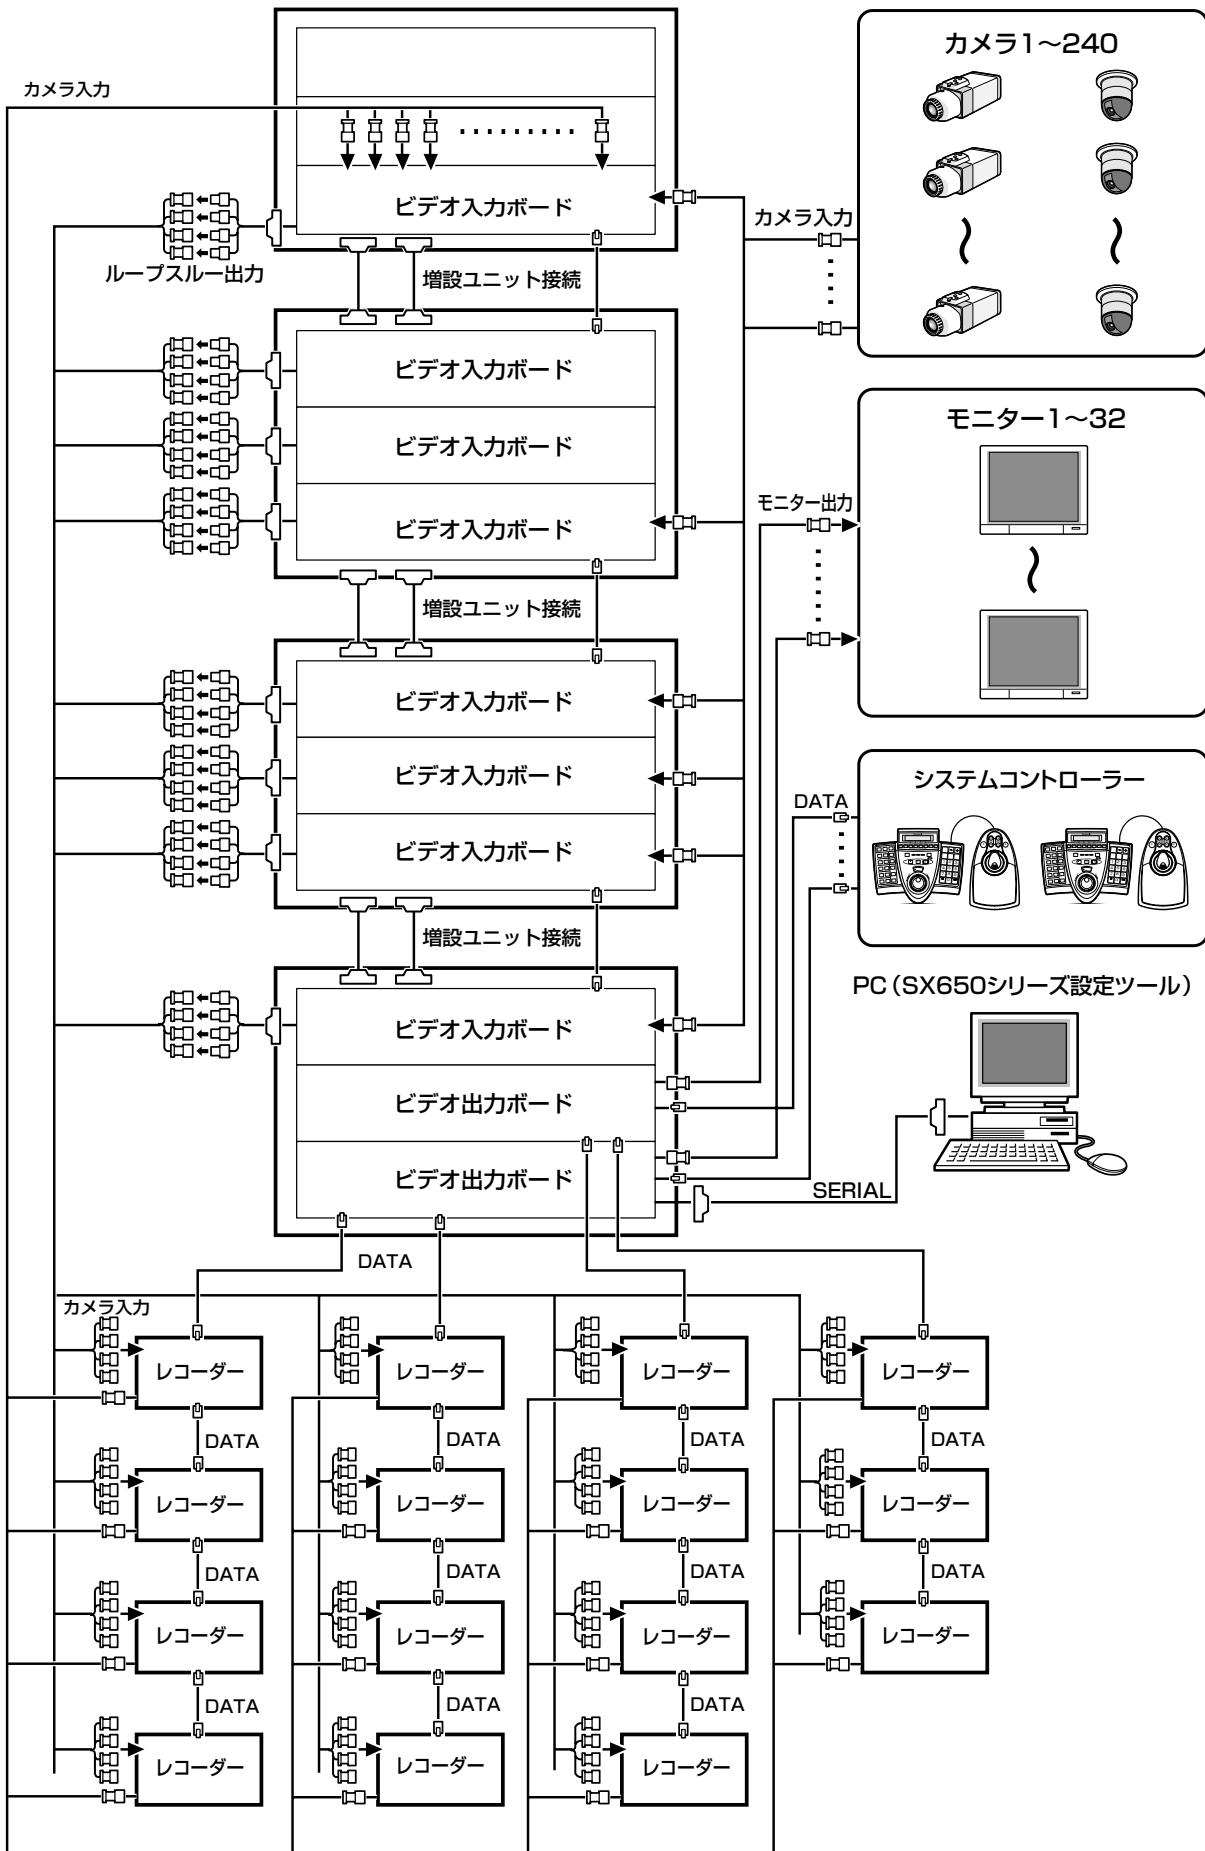 カメラ1～240
カメラ入力
ビデオ入力ボード
カメラ入力
ループスルー出力
増設ユニット接続
ビデオ入力ボード
モニター1～32
ビデオ入力ボード
モニター出力
ビデオ入力ボード
増設ユニット接続
ビデオ入力ボード
ビデオ入力ボード
システムコントローラー
DATA
ビデオ入力ボード
増設ユニット接続
PC（SX650シリーズ設定ツール）
ビデオ入力ボード
ビデオ出力ボード
ビデオ出力ボード
SERIAL
DATA
カメラ入力
レコーダー
レコーダー
レコーダー
レコーダー
DATA
DATA
DATA
DATA
レコーダー
レコーダー
レコーダー
レコーダー
DATA
DATA
DATA
DATA
レコーダー
レコーダー
レコーダー
レコーダー
DATA
DATA
DATA
レコーダー
レコーダー
レコーダー